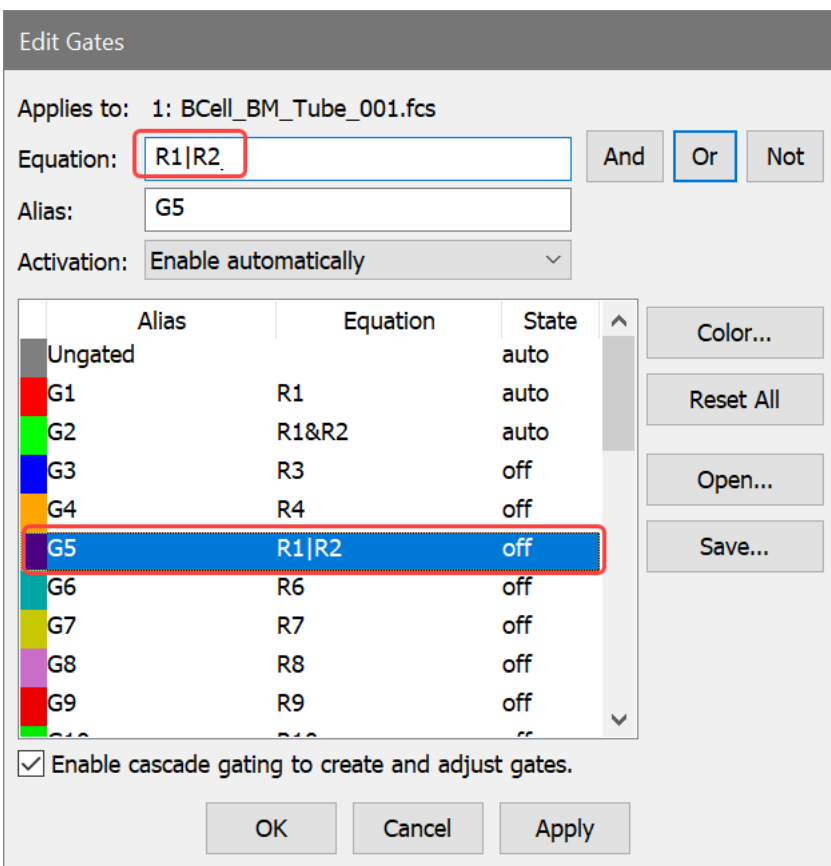 Edit Gates
Applies to: 1: BCell_BM_Tube_001.fcs
Equation: R1|R2 And Or Not
Alias: G5
Activation: Enable automatically
Alias Equation State
Ungated auto
G1 R1 auto
G2 R1&R2 auto
G3 R3 off
G4 R4 off
G5 R1|R2 off
G6 R6 off
G7 R7 off
G8 R8 off
G9 R9 off
Color...
Reset All
Open...
Save...
Enable cascade gating to create and adjust gates.
OK Cancel Apply